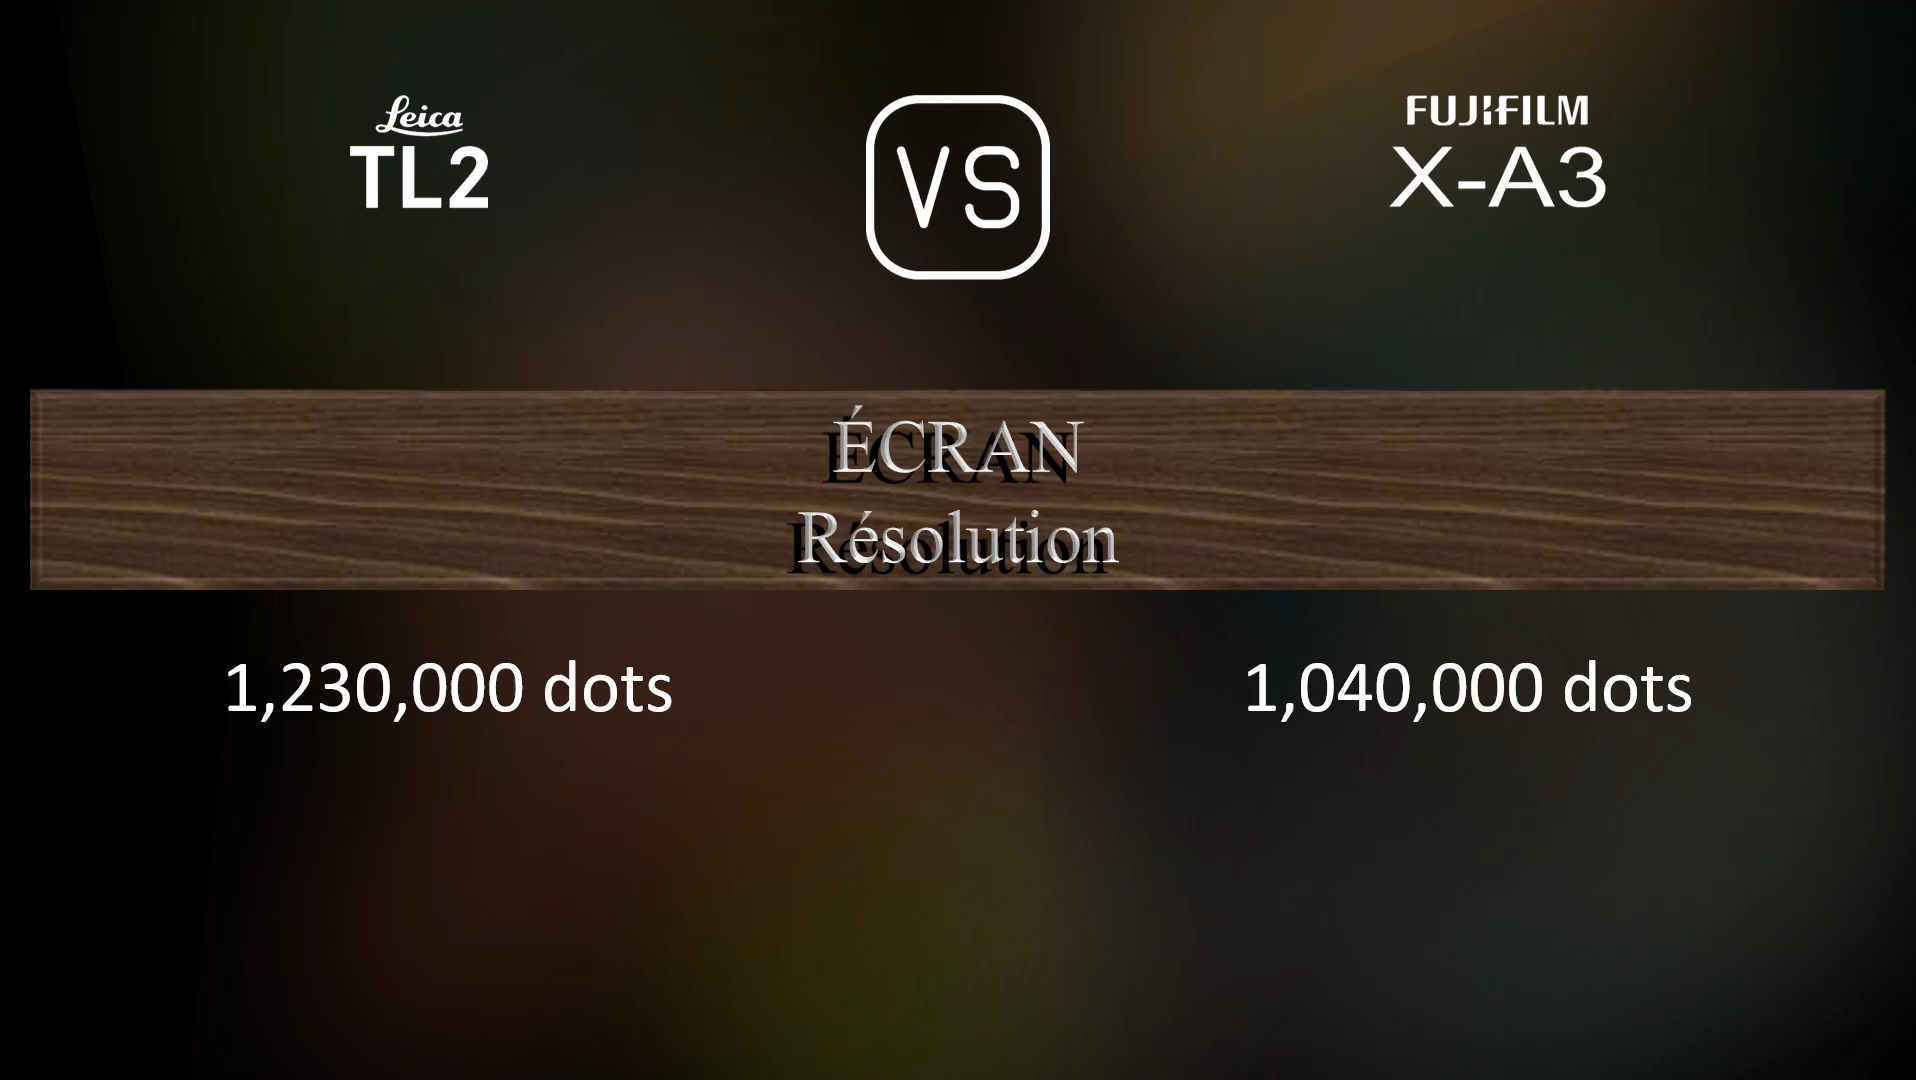 Leica
TL2
VS
FUJIFILM
X-A3
ÉCRAN
Résolution
1,230,000 dots
1,040,000 dots